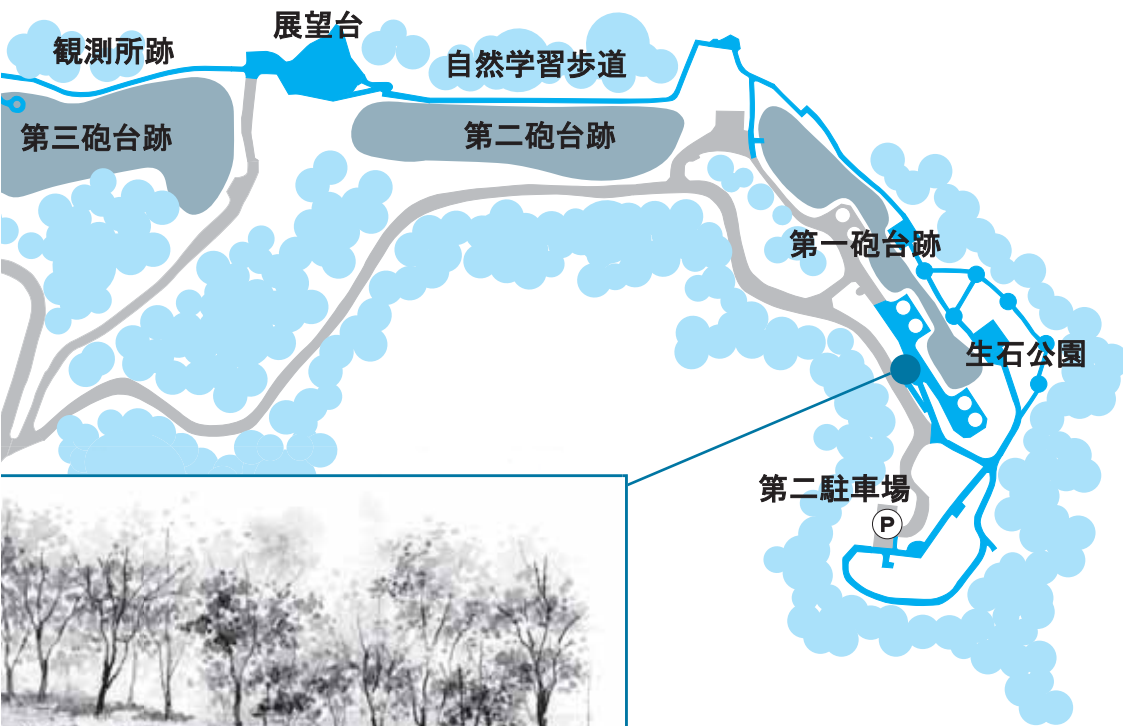 展望台
観測所跡
自然学習歩道
第三砲台跡
第二砲台跡
第一砲台跡
生石公園
第二駐車場
P